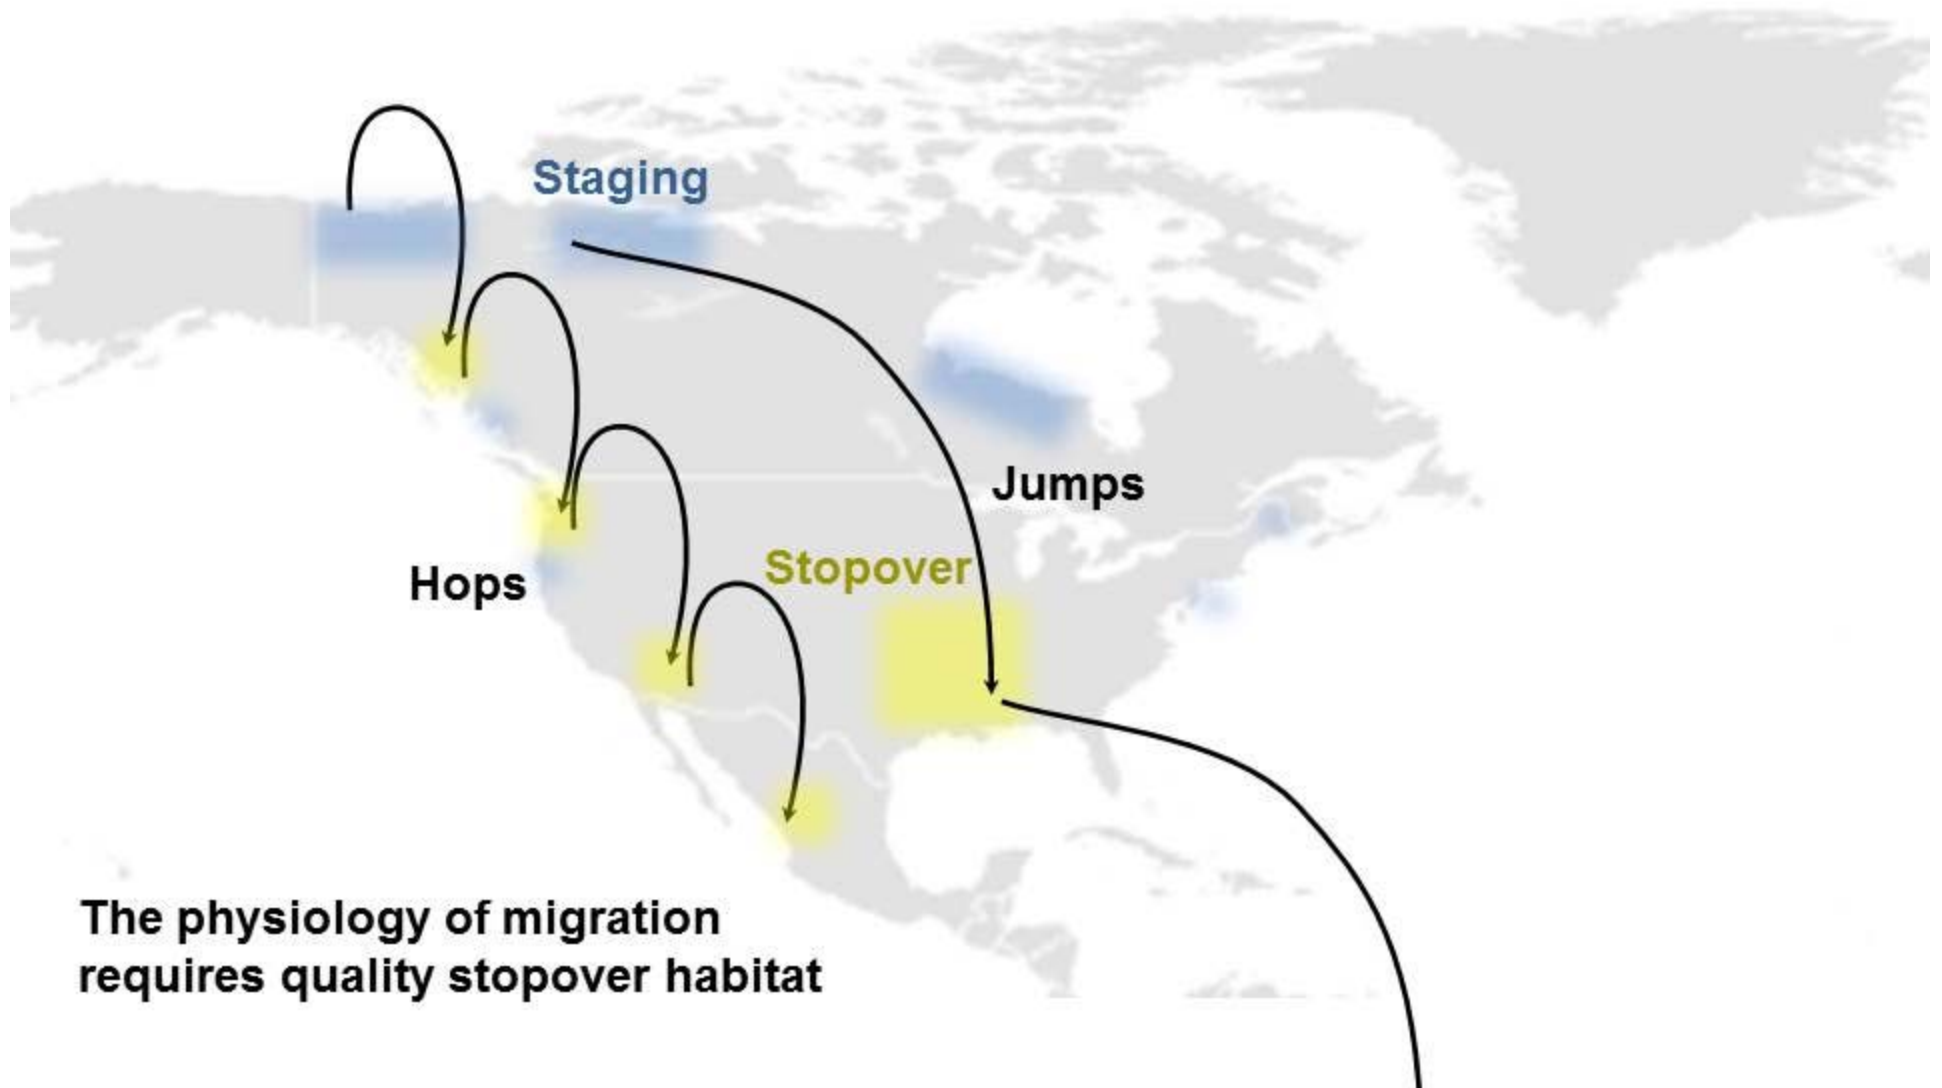 Staging
Jumps
Stopover
Hops
The physiology of migration
requires quality stopover habitat